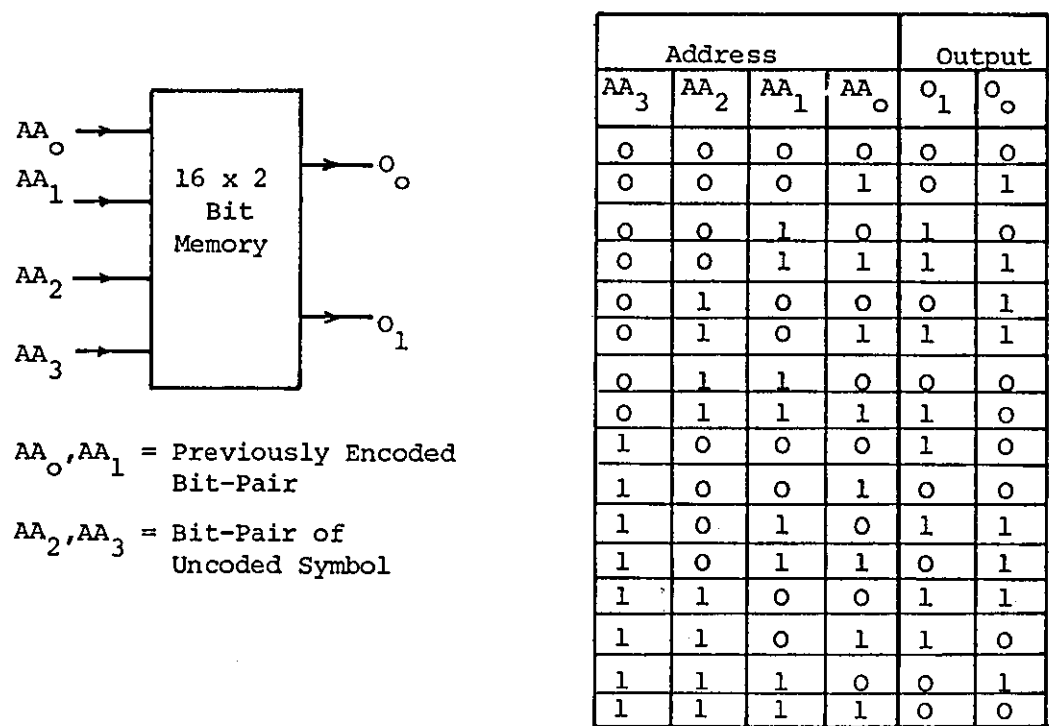 AA₀
AA₁
AA₂
AA₃
16 x 2
Bit
Memory
O₀
O₁
AA₀,AA₁ = Previously Encoded
Bit-Pair
AA₂,AA₃ = Bit-Pair of
Uncoded Symbol
Address Output
AA₃ AA₂ AA₁ AA₀ O₁ O₀
0 0 0 0 0 0
0 0 0 1 0 1
0 0 1 0 1 0
0 0 1 1 1 1
0 1 0 0 0 1
0 1 0 1 1 1
0 1 1 0 0 0
0 1 1 1 1 0
1 0 0 0 1 0
1 0 0 1 0 0
1 0 1 0 1 1
1 0 1 1 0 1
1 1 0 0 1 1
1 1 0 1 1 0
1 1 1 0 0 1
1 1 1 1 0 0